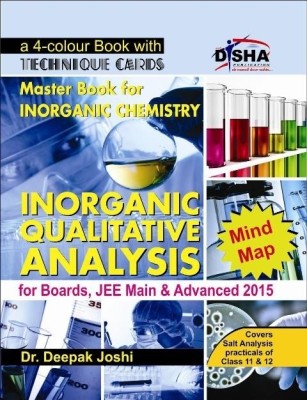 a 4-colour Book with
TECHNIQUE CARDS
Master Book for
INORGANIC CHEMISTRY
DISHA
PUBLICATION
INORGANIC
QUALITATIVE
ANALYSIS
Mind
Map
for Boards, JEE Main & Advanced 2015
Covers
Salt Analysis
practicals of
Class 11 & 12
Dr. Deepak Joshi